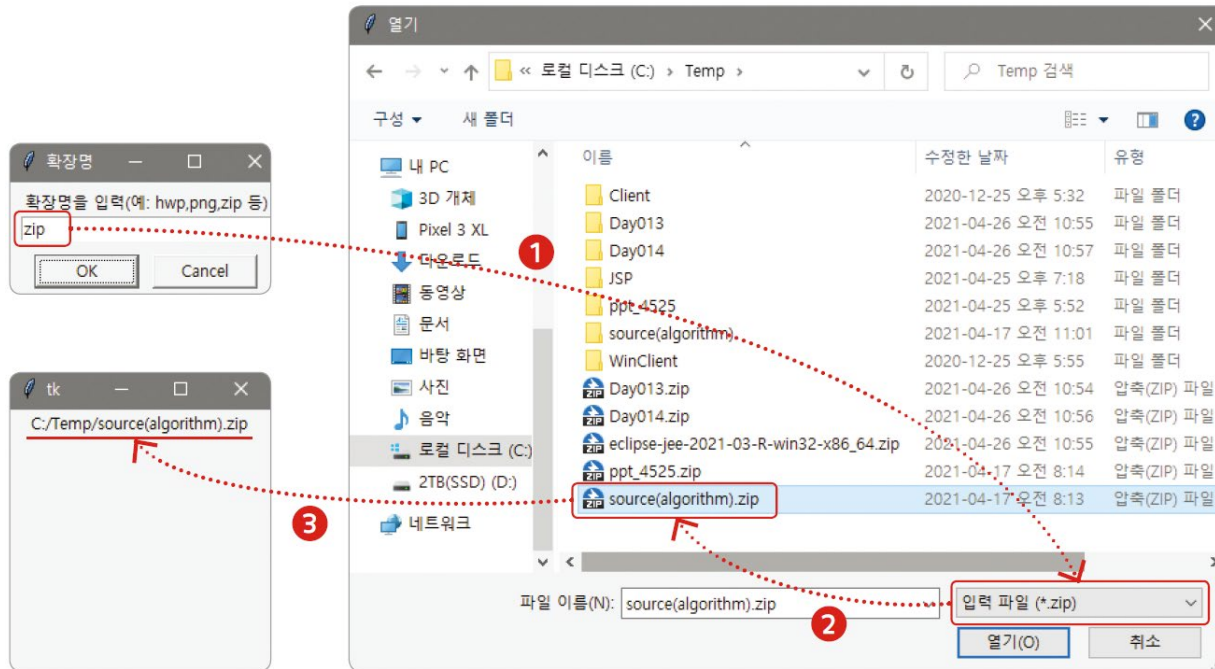 확장명
확장명을 입력(예: hwp,png,zip 등)
zip
OK Cancel
tk
C:/Temp/source(algorithm).zip
열기
« 로컬 디스크 (C:) › Temp ›
Temp 검색
구성 새 폴더
내 PC
3D 개체
Pixel 3 XL
다운로드
동영상
문서
바탕 화면
사진
음악
로컬 디스크 (C:)
2TB(SSD) (D:)
네트워크
이름 수정한 날짜 유형
Client 2020-12-25 오후 5:32 파일 폴더
Day013 2021-04-26 오전 10:55 파일 폴더
Day014 2021-04-26 오전 10:57 파일 폴더
JSP 2021-04-25 오후 7:18 파일 폴더
ppt_4525 2021-04-25 오후 5:52 파일 폴더
source(algorithm) 2021-04-17 오전 11:01 파일 폴더
WinClient 2020-12-25 오후 5:55 파일 폴더
Day013.zip 2021-04-26 오전 10:54 압축(ZIP) 파일
Day014.zip 2021-04-26 오전 10:56 압축(ZIP) 파일
eclipse-jee-2021-03-R-win32-x86_64.zip 2021-04-26 오전 10:55 압축(ZIP) 파일
ppt_4525.zip 2021-04-17 오전 8:14 압축(ZIP) 파일
source(algorithm).zip 2021-04-17 오전 8:13 압축(ZIP) 파일
파일 이름(N): source(algorithm).zip 입력 파일 (*.zip)
열기(O) 취소
1
2
3